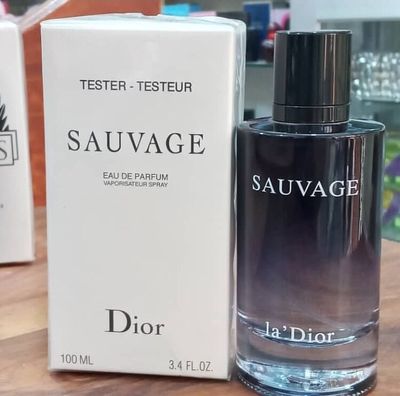 TESTER - TESTEUR
SAUVAGE
EAU DE PARFUM
VAPORISATEUR SPRAY
Dior
100 ML 3.4 FL.OZ.
SAUVAGE
la'Dior
S